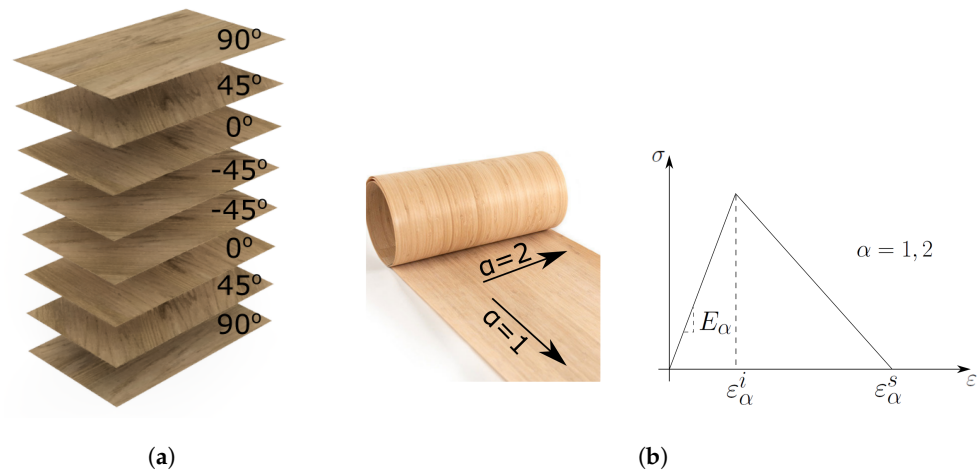 90º
45º
0º
-45º
-45º
0º
45º
90º
α=2
α=1
σ
α = 1, 2
E_α
ε_α^i
ε_α^s
ε
(a)
(b)